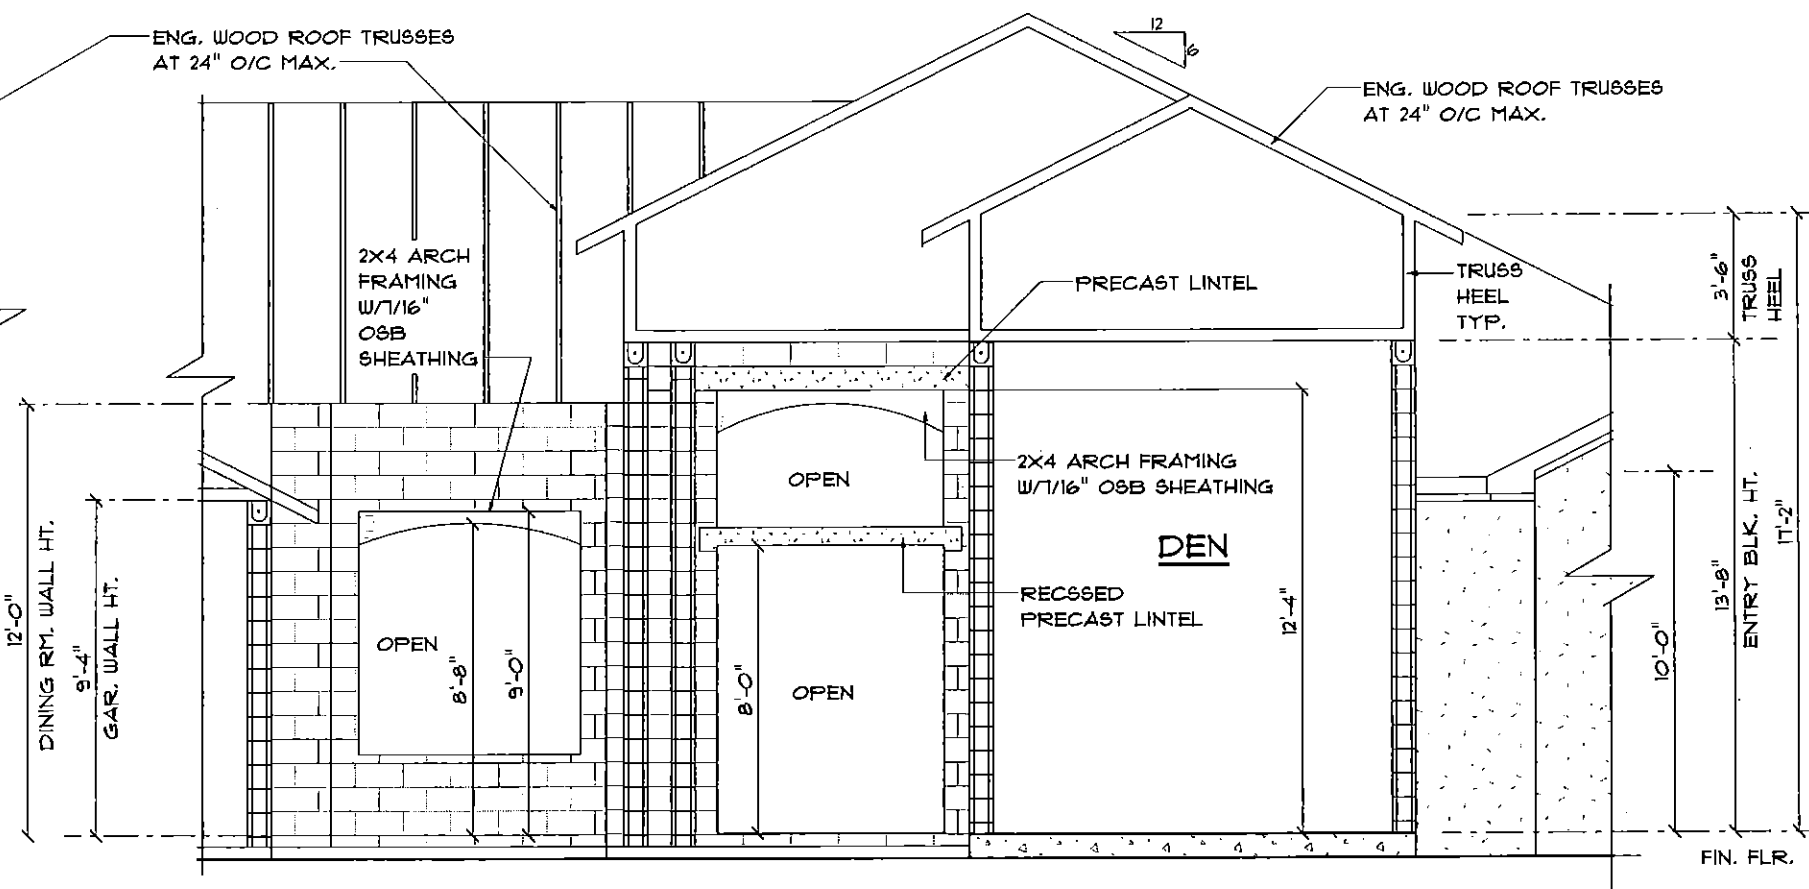 ENG. WOOD ROOF TRUSSES
AT 24" O/C MAX.
12
6
ENG. WOOD ROOF TRUSSES
AT 24" O/C MAX.
2X4 ARCH
FRAMING
W/7/16"
OSB
SHEATHING
PRECAST LINTEL
TRUSS
HEEL
TYP.
3'-6"
TRUSS
HEEL
OPEN
2X4 ARCH FRAMING
W/7/16" OSB SHEATHING
DEN
RECSSED
PRECAST LINTEL
OPEN
8'-8"
9'-0"
8'-0"
OPEN
12'-4"
12'-0"
DINING RM. WALL HT.
9'-4"
GAR. WALL HT.
10'-0"
13'-8"
ENTRY BLK. HT.
17'-2"
FIN. FLR.